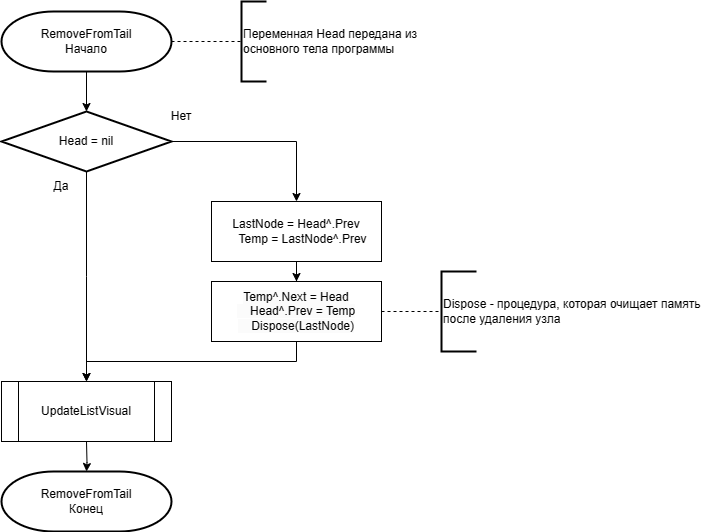 RemoveFromTail
Начало
Переменная Head передана из
основного тела программы
Нет
Head = nil
Да
LastNode = Head^.Prev
Temp = LastNode^.Prev
Temp^.Next = Head
Head^.Prev = Temp
Dispose(LastNode)
Dispose - процедура, которая очищает память
после удаления узла
UpdateListVisual
RemoveFromTail
Конец